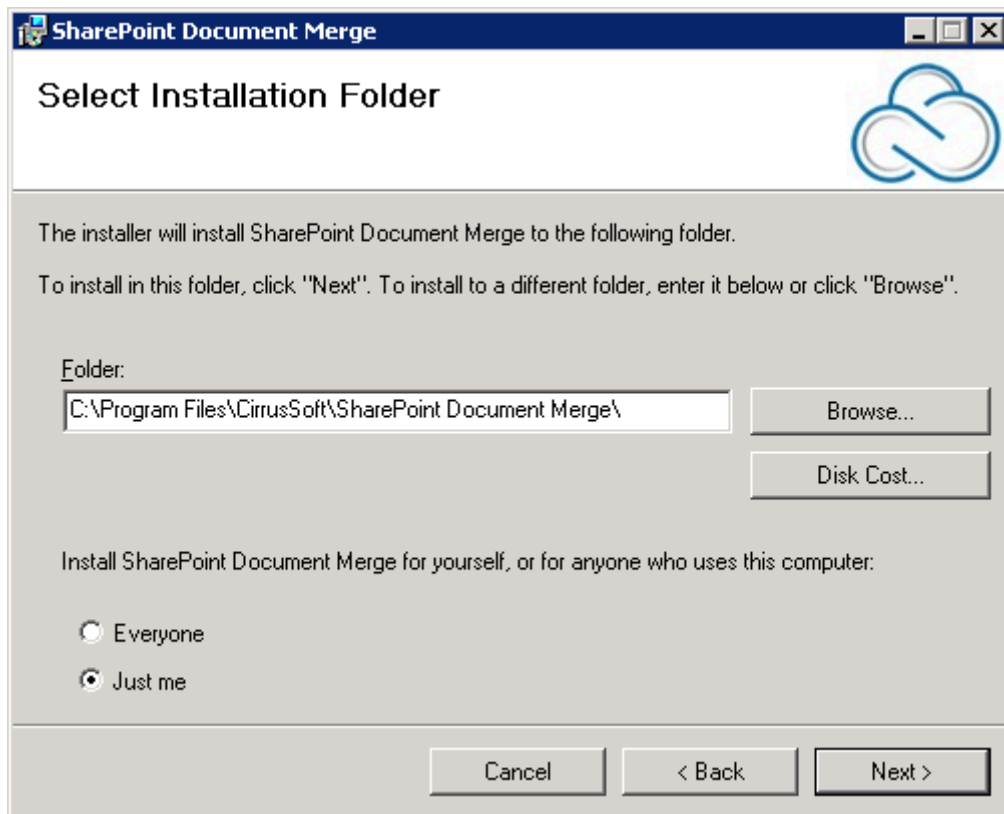 SharePoint Document Merge
Select Installation Folder
The installer will install SharePoint Document Merge to the following folder.
To install in this folder, click "Next". To install to a different folder, enter it below or click "Browse".
Folder:
C:\Program Files\CirrusSoft\SharePoint Document Merge\
Browse...
Disk Cost...
Install SharePoint Document Merge for yourself, or for anyone who uses this computer:
Everyone
Just me
Cancel
< Back
Next >